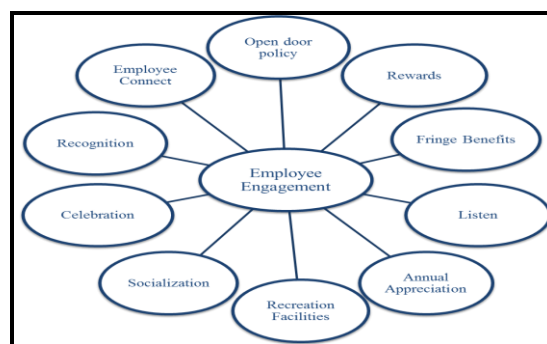 Open door
policy
Employee
Connect
Rewards
Recognition
Fringe Benefits
Employee
Engagement
Celebration
Listen
Socialization
Annual
Appreciation
Recreation
Facilities